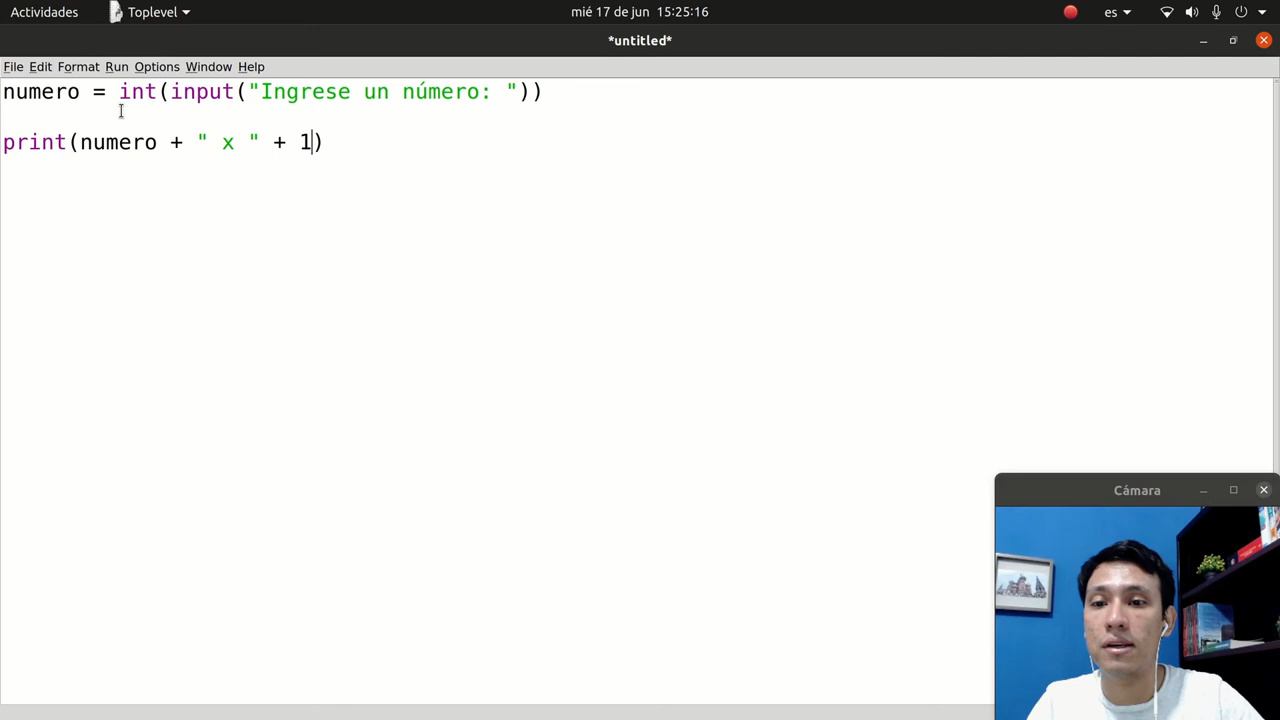 Actividades Toplevel mié 17 de jun 15:25:16 es
*untitled*
File Edit Format Run Options Window Help
numero = int(input("Ingrese un número: "))
print(numero + " x " + 1)
Cámara